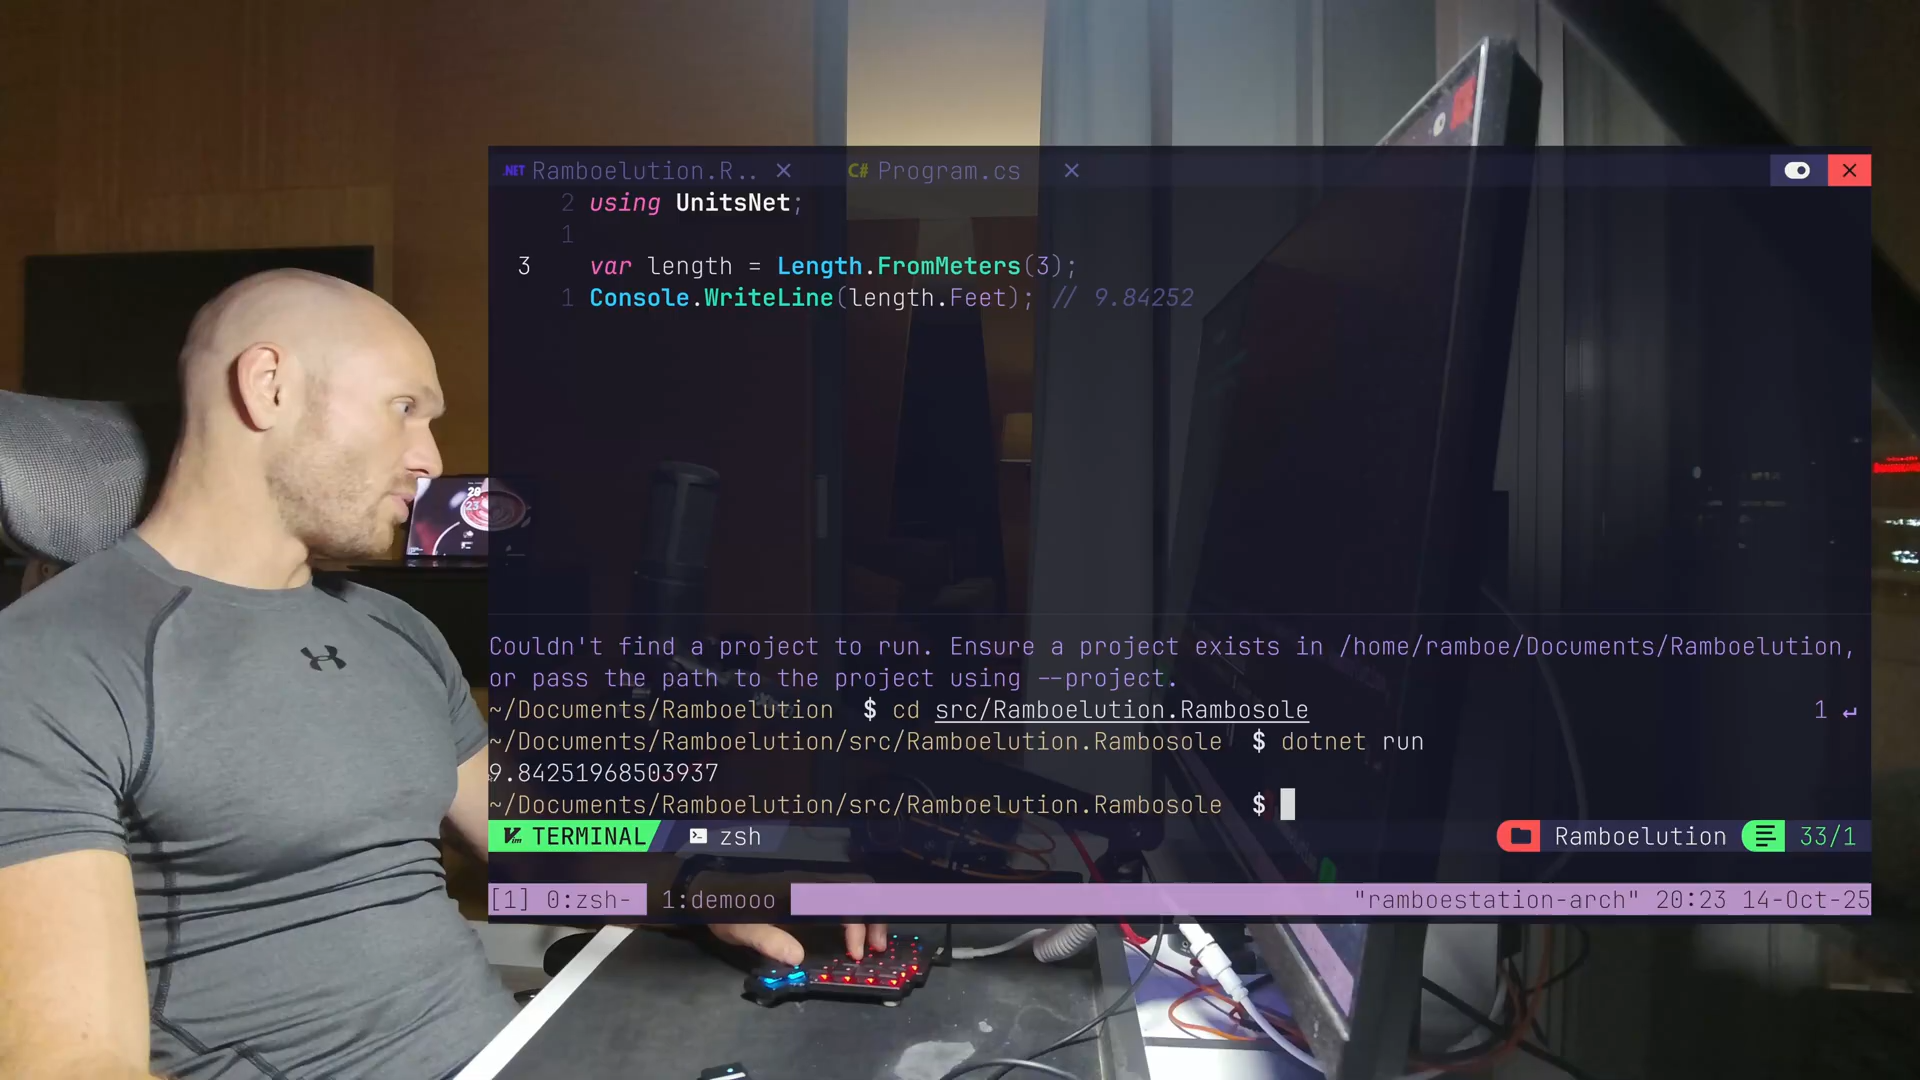 .NET Ramboelution.R.. ✕ C# Program.cs ✕
2 using UnitsNet;
1
3 var length = Length.FromMeters(3);
1 Console.WriteLine(length.Feet); // 9.84252
Couldn't find a project to run. Ensure a project exists in /home/ramboe/Documents/Ramboelution,
or pass the path to the project using --project.
~/Documents/Ramboelution $ cd src/Ramboelution.Rambosole 1 ↵
~/Documents/Ramboelution/src/Ramboelution.Rambosole $ dotnet run
9.84251968503937
~/Documents/Ramboelution/src/Ramboelution.Rambosole $
TERMINAL zsh Ramboelution 33/1
[1] 0:zsh- 1:demooo "ramboestation-arch" 20:23 14-Oct-25